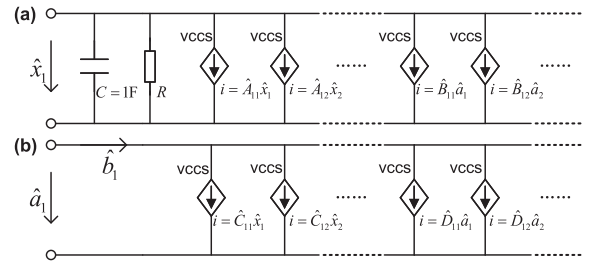 (a)
vccs vccs vccs vccs
x̂₁ C = 1F R i = Â₁₁x̂₁ i = Â₁₂x̂₂ ...... i = B̂₁₁â₁ i = B̂₁₂â₂ ......
(b)
b̂₁
vccs vccs vccs vccs
â₁ i = Ĉ₁₁x̂₁ i = Ĉ₁₂x̂₂ ...... i = D̂₁₁â₁ i = D̂₁₂â₂ ......